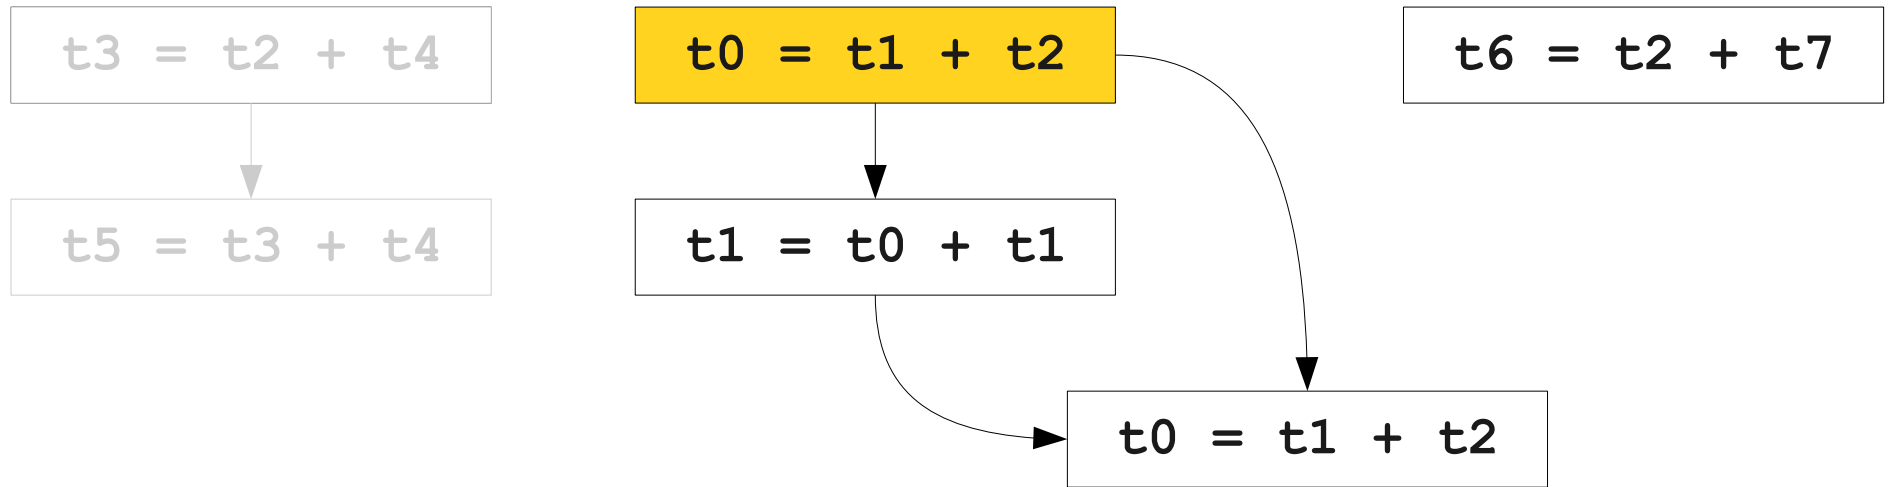 t3 = t2 + t4
t0 = t1 + t2
t6 = t2 + t7
t5 = t3 + t4
t1 = t0 + t1
t0 = t1 + t2